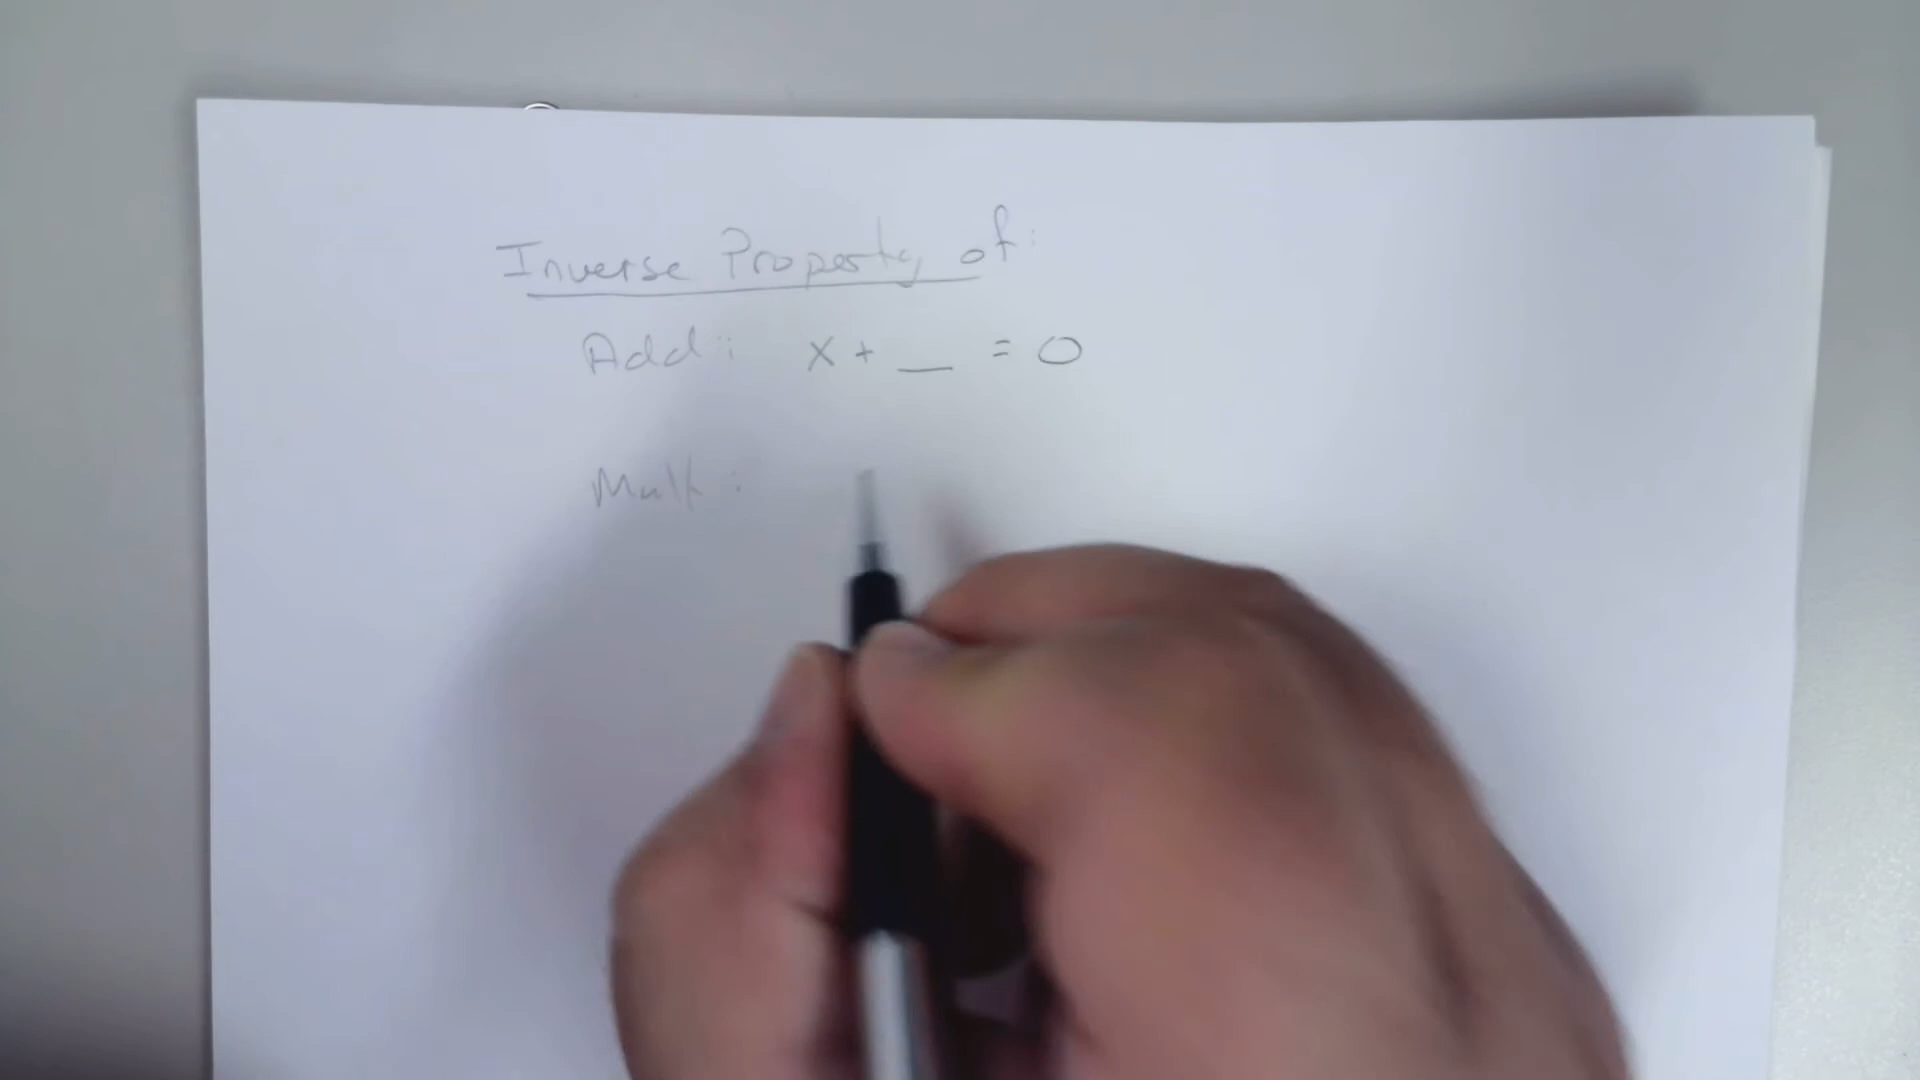 Inverse Property of:
Add: x + __ = 0
Mult: